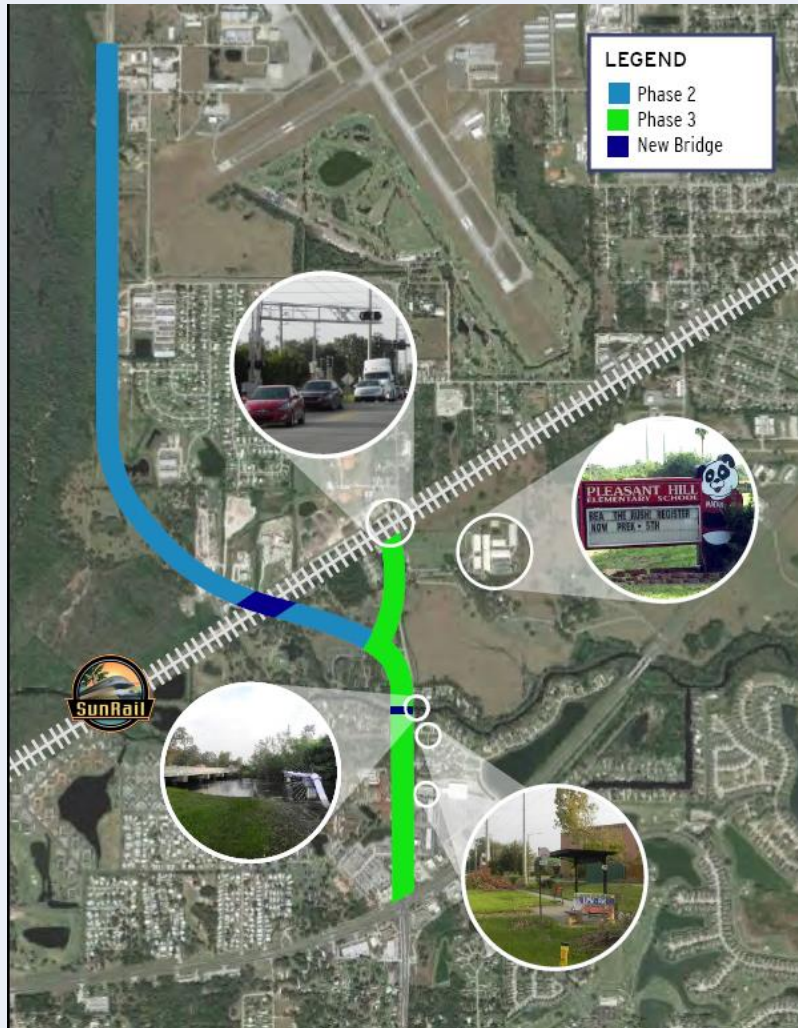 LEGEND
Phase 2
Phase 3
New Bridge
PLEASANT HILL
ELEMENTARY SCHOOL
NOW PREK - 5TH
SunRail